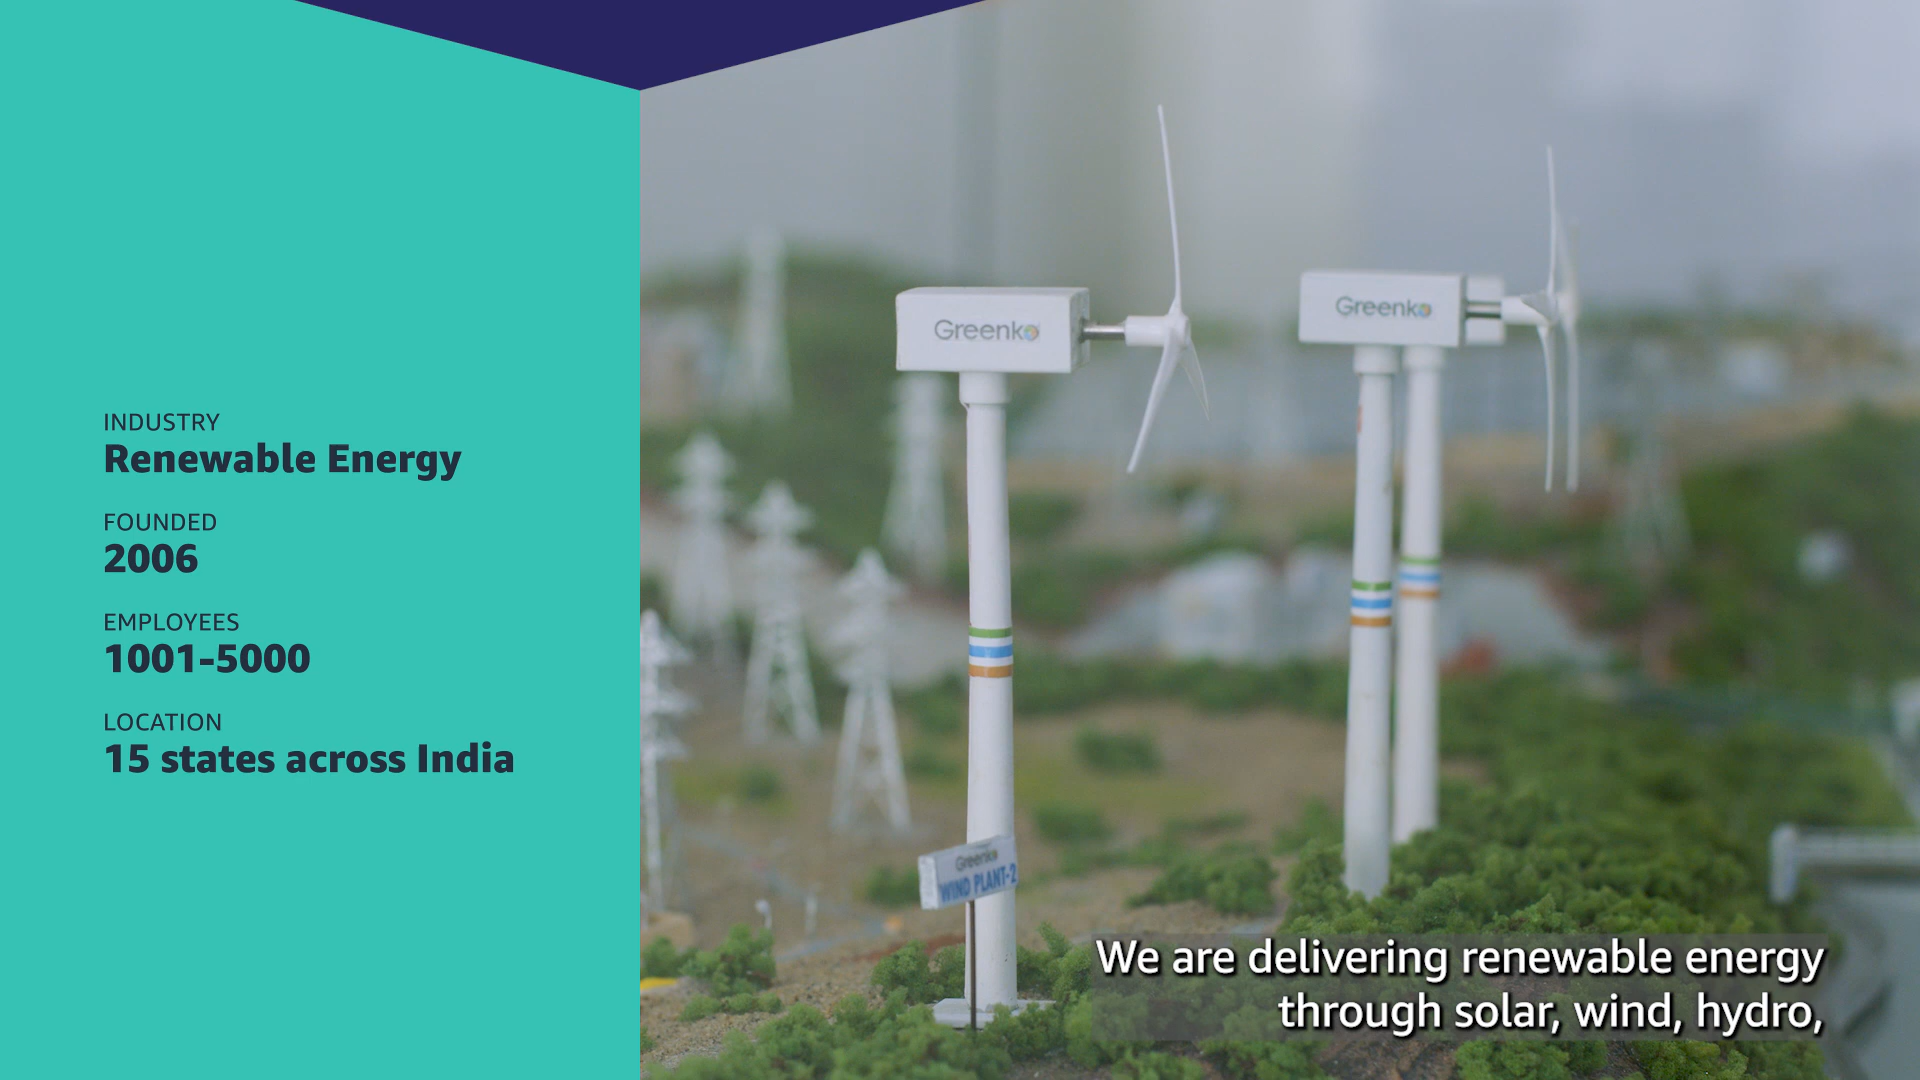 INDUSTRY
Renewable Energy
FOUNDED
2006
EMPLOYEES
1001-5000
LOCATION
15 states across India
Greenko
Greenko
Greenko
WIND PLANT-2
We are delivering renewable energy
through solar, wind, hydro,